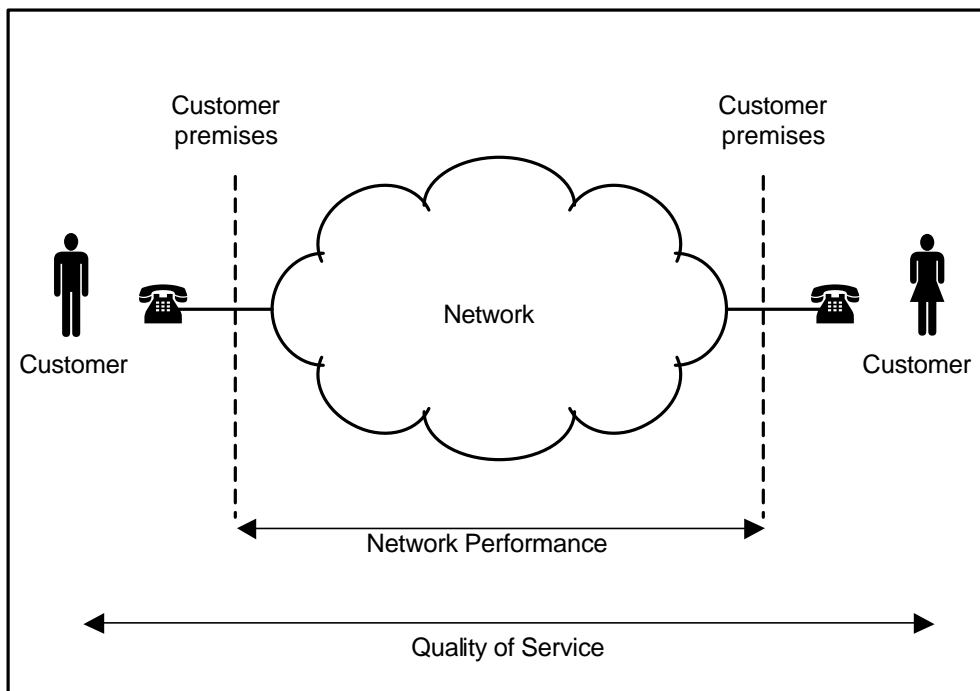 Customer
premises
Customer
premises
Network
Customer
Customer
Network Performance
Quality of Service